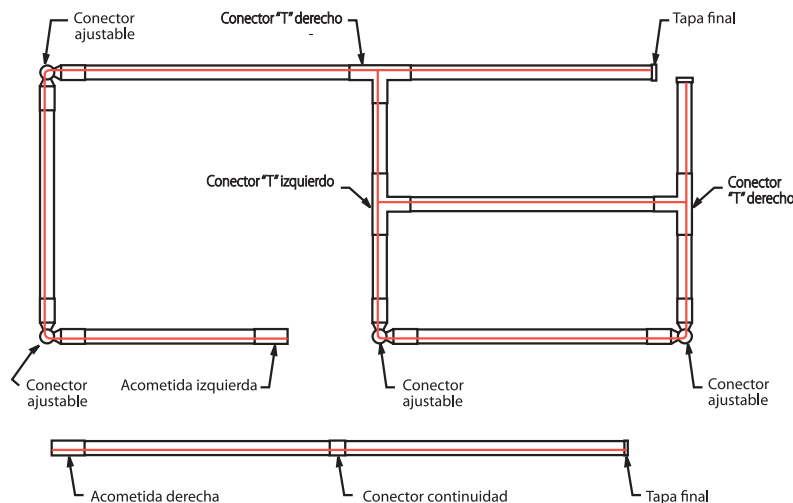 Conector
ajustable
Conector “T” derecho
-
Tapa final
Conector “T” izquierdo
Conector
“T” derecho
Conector
ajustable
Acometida izquierda
Conector
ajustable
Conector
ajustable
Acometida derecha
Conector continuidad
Tapa final